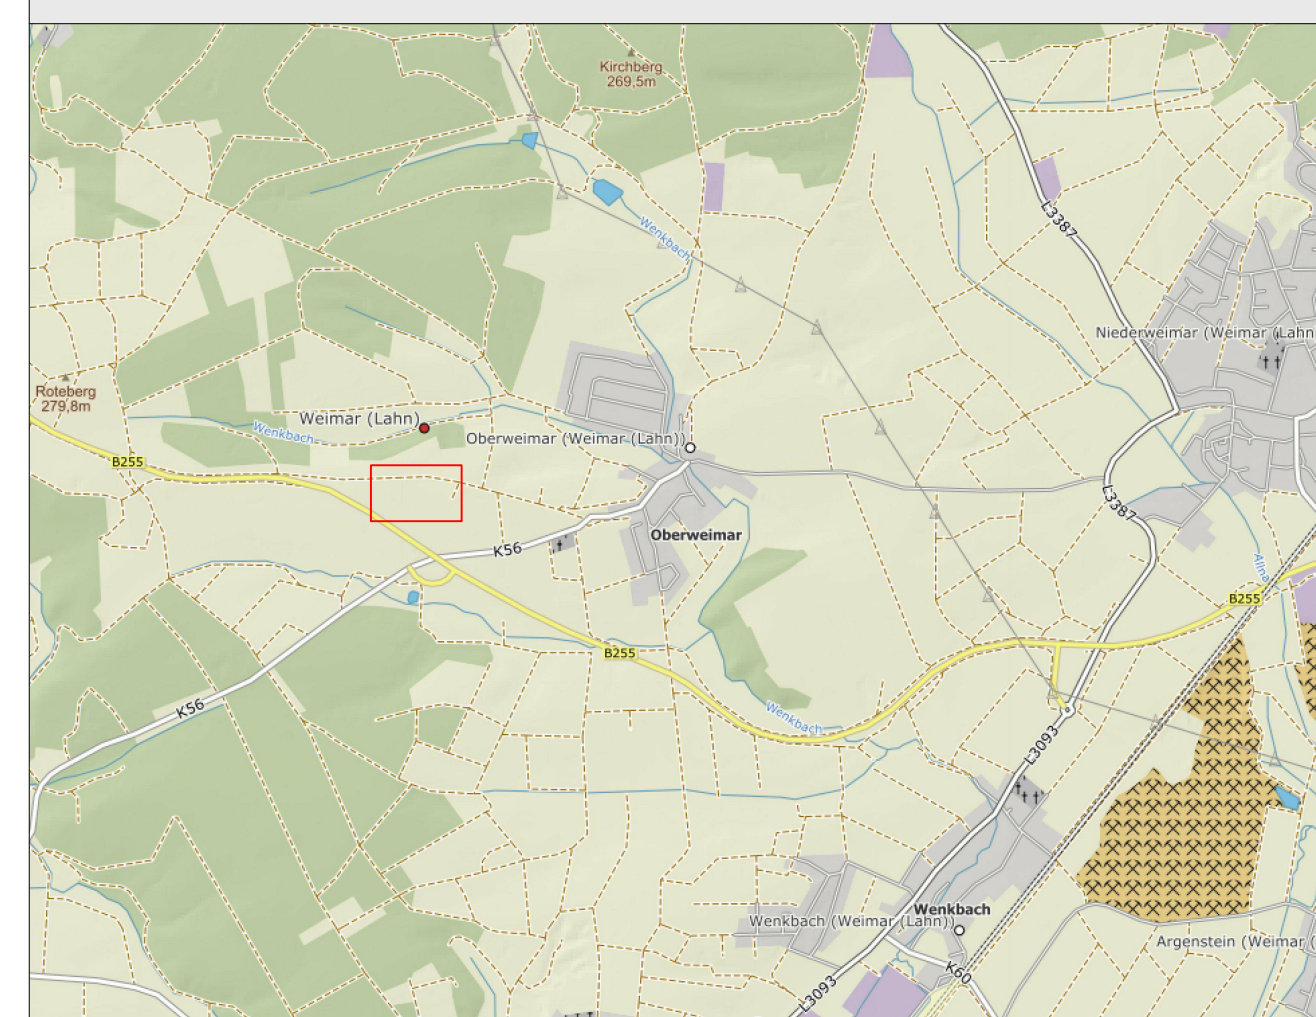 Kirchberg
269,5m
L3387
Wenkbach
Niederweimar (Weimar (Lahn
Roteberg
279,8m
Weimar (Lahn)
Wenkbach
Oberweimar (Weimar (Lahn))
B255
L3387
Oberweimar
K56
Allna
B255
B255
K56
Wenkbach
L3093
Wenkbach
Wenkbach (Weimar (Lahn))
Argenstein (Weimar (
K60
L3093